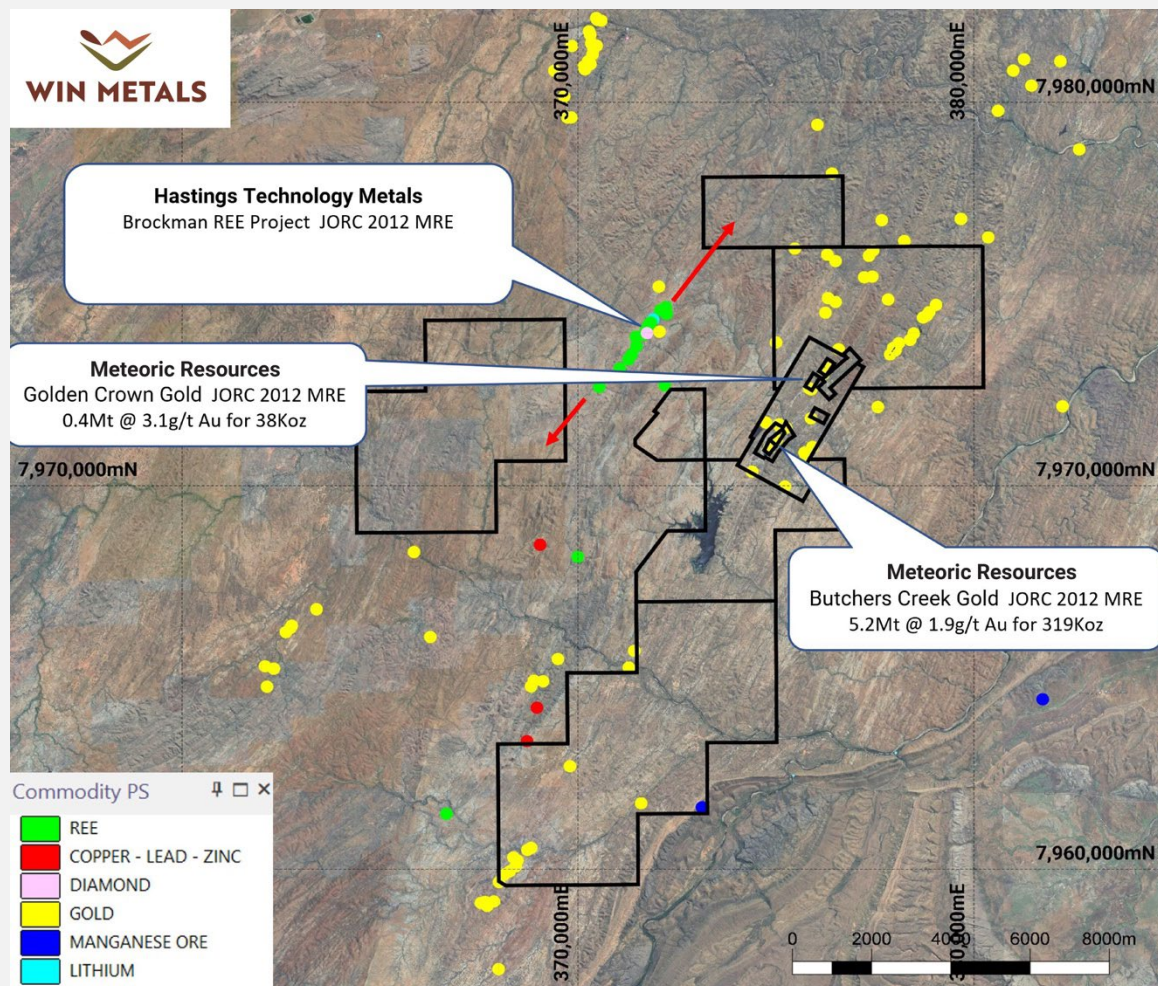 WIN METALS
370,000mE
380,000mE
7,980,000mN
Hastings Technology Metals
Brockman REE Project JORC 2012 MRE
Meteoric Resources
Golden Crown Gold JORC 2012 MRE
0.4Mt @ 3.1g/t Au for 38Koz
7,970,000mN
Meteoric Resources
Butchers Creek Gold JORC 2012 MRE
5.2Mt @ 1.9g/t Au for 319Koz
Commodity PS
REE
COPPER - LEAD - ZINC
DIAMOND
GOLD
MANGANESE ORE
LITHIUM
7,960,000mN
370,000mE
380,000mE
0 2000 4000 6000 8000m